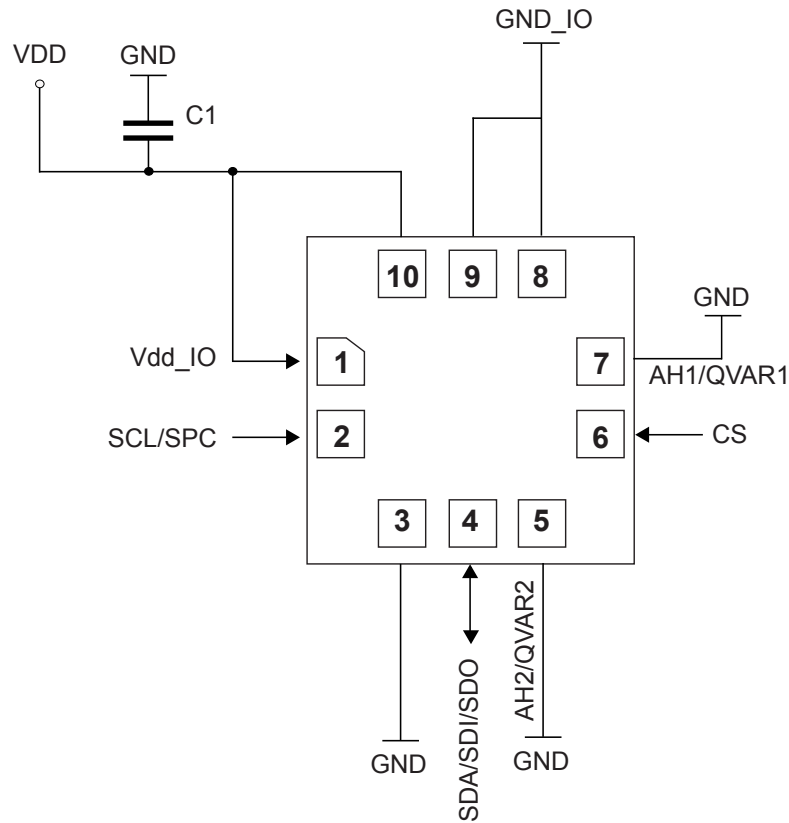 GND_IO
VDD
GND
C1
10
9
8
GND
Vdd_IO
1
7
AH1/QVAR1
SCL/SPC
2
6
CS
3
4
5
SDA/SDI/SDO
AH2/QVAR2
GND
GND